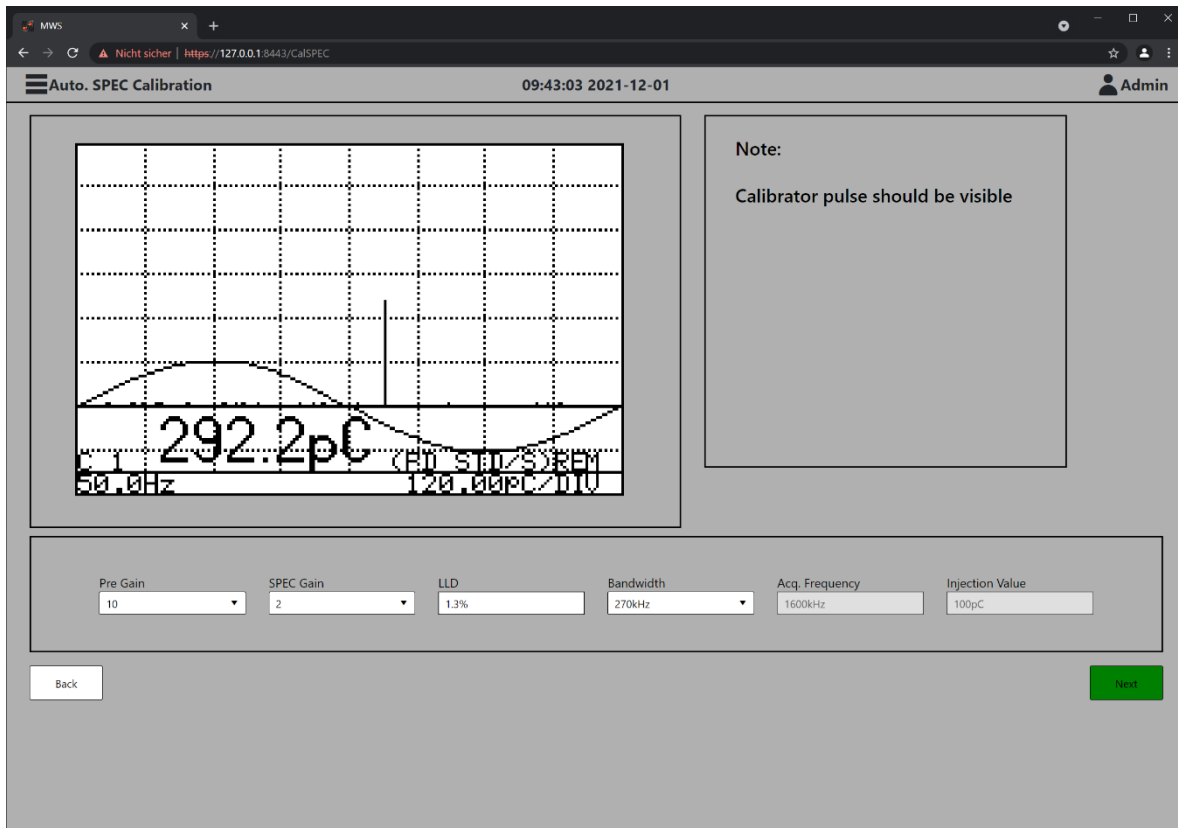 MWS
Nicht sicher | https://127.0.0.1:8443/CalSPEC
Auto. SPEC Calibration
09:43:03 2021-12-01
Admin
292.2pC
C 1
(BD STD/S)REM
50.0Hz
120.00pC/DIV
Note:
Calibrator pulse should be visible
Pre Gain
SPEC Gain
LLD
Bandwidth
Acq. Frequency
Injection Value
10
2
1.3%
270kHz
1600kHz
100pC
Back
Next